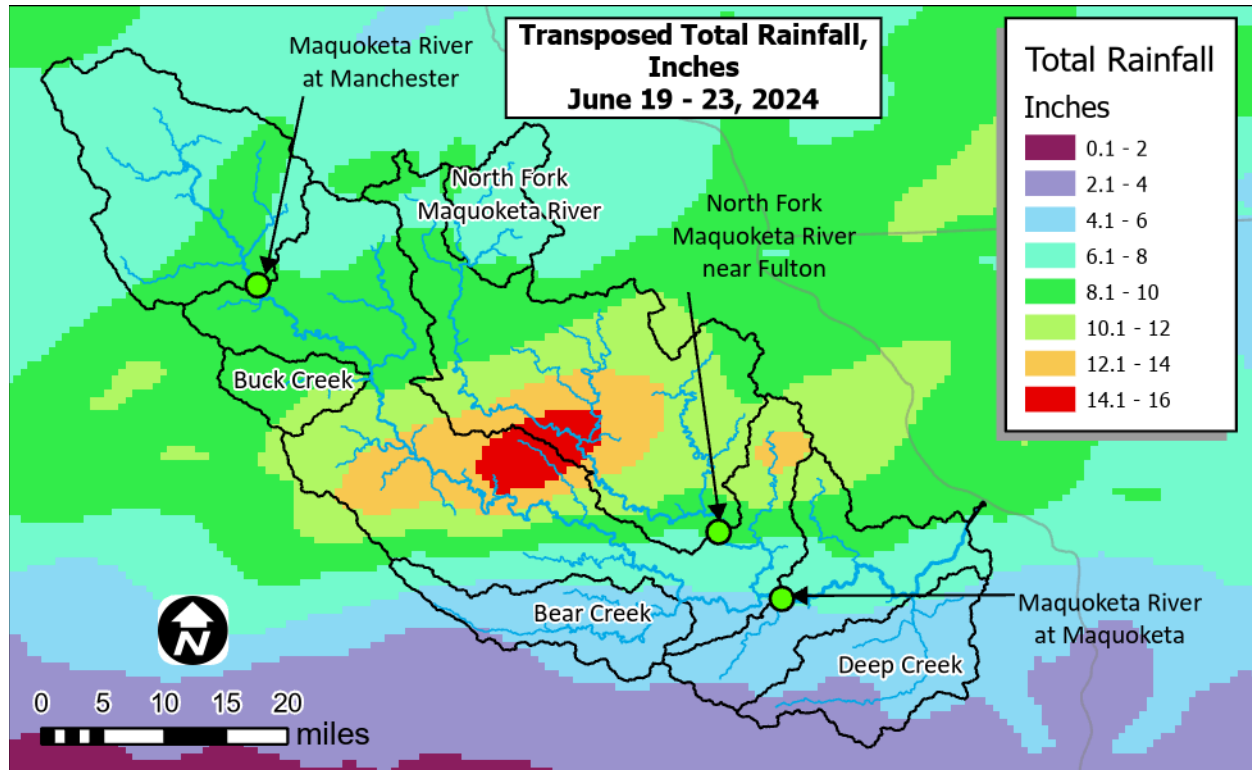 Transposed Total Rainfall,
Inches
June 19 - 23, 2024
Maquoketa River
at Manchester
North Fork
Maquoketa River
North Fork
Maquoketa River
near Fulton
Buck Creek
Bear Creek
Deep Creek
Maquoketa River
at Maquoketa
Total Rainfall
Inches
0.1 - 2
2.1 - 4
4.1 - 6
6.1 - 8
8.1 - 10
10.1 - 12
12.1 - 14
14.1 - 16
N
0 5 10 15 20
miles